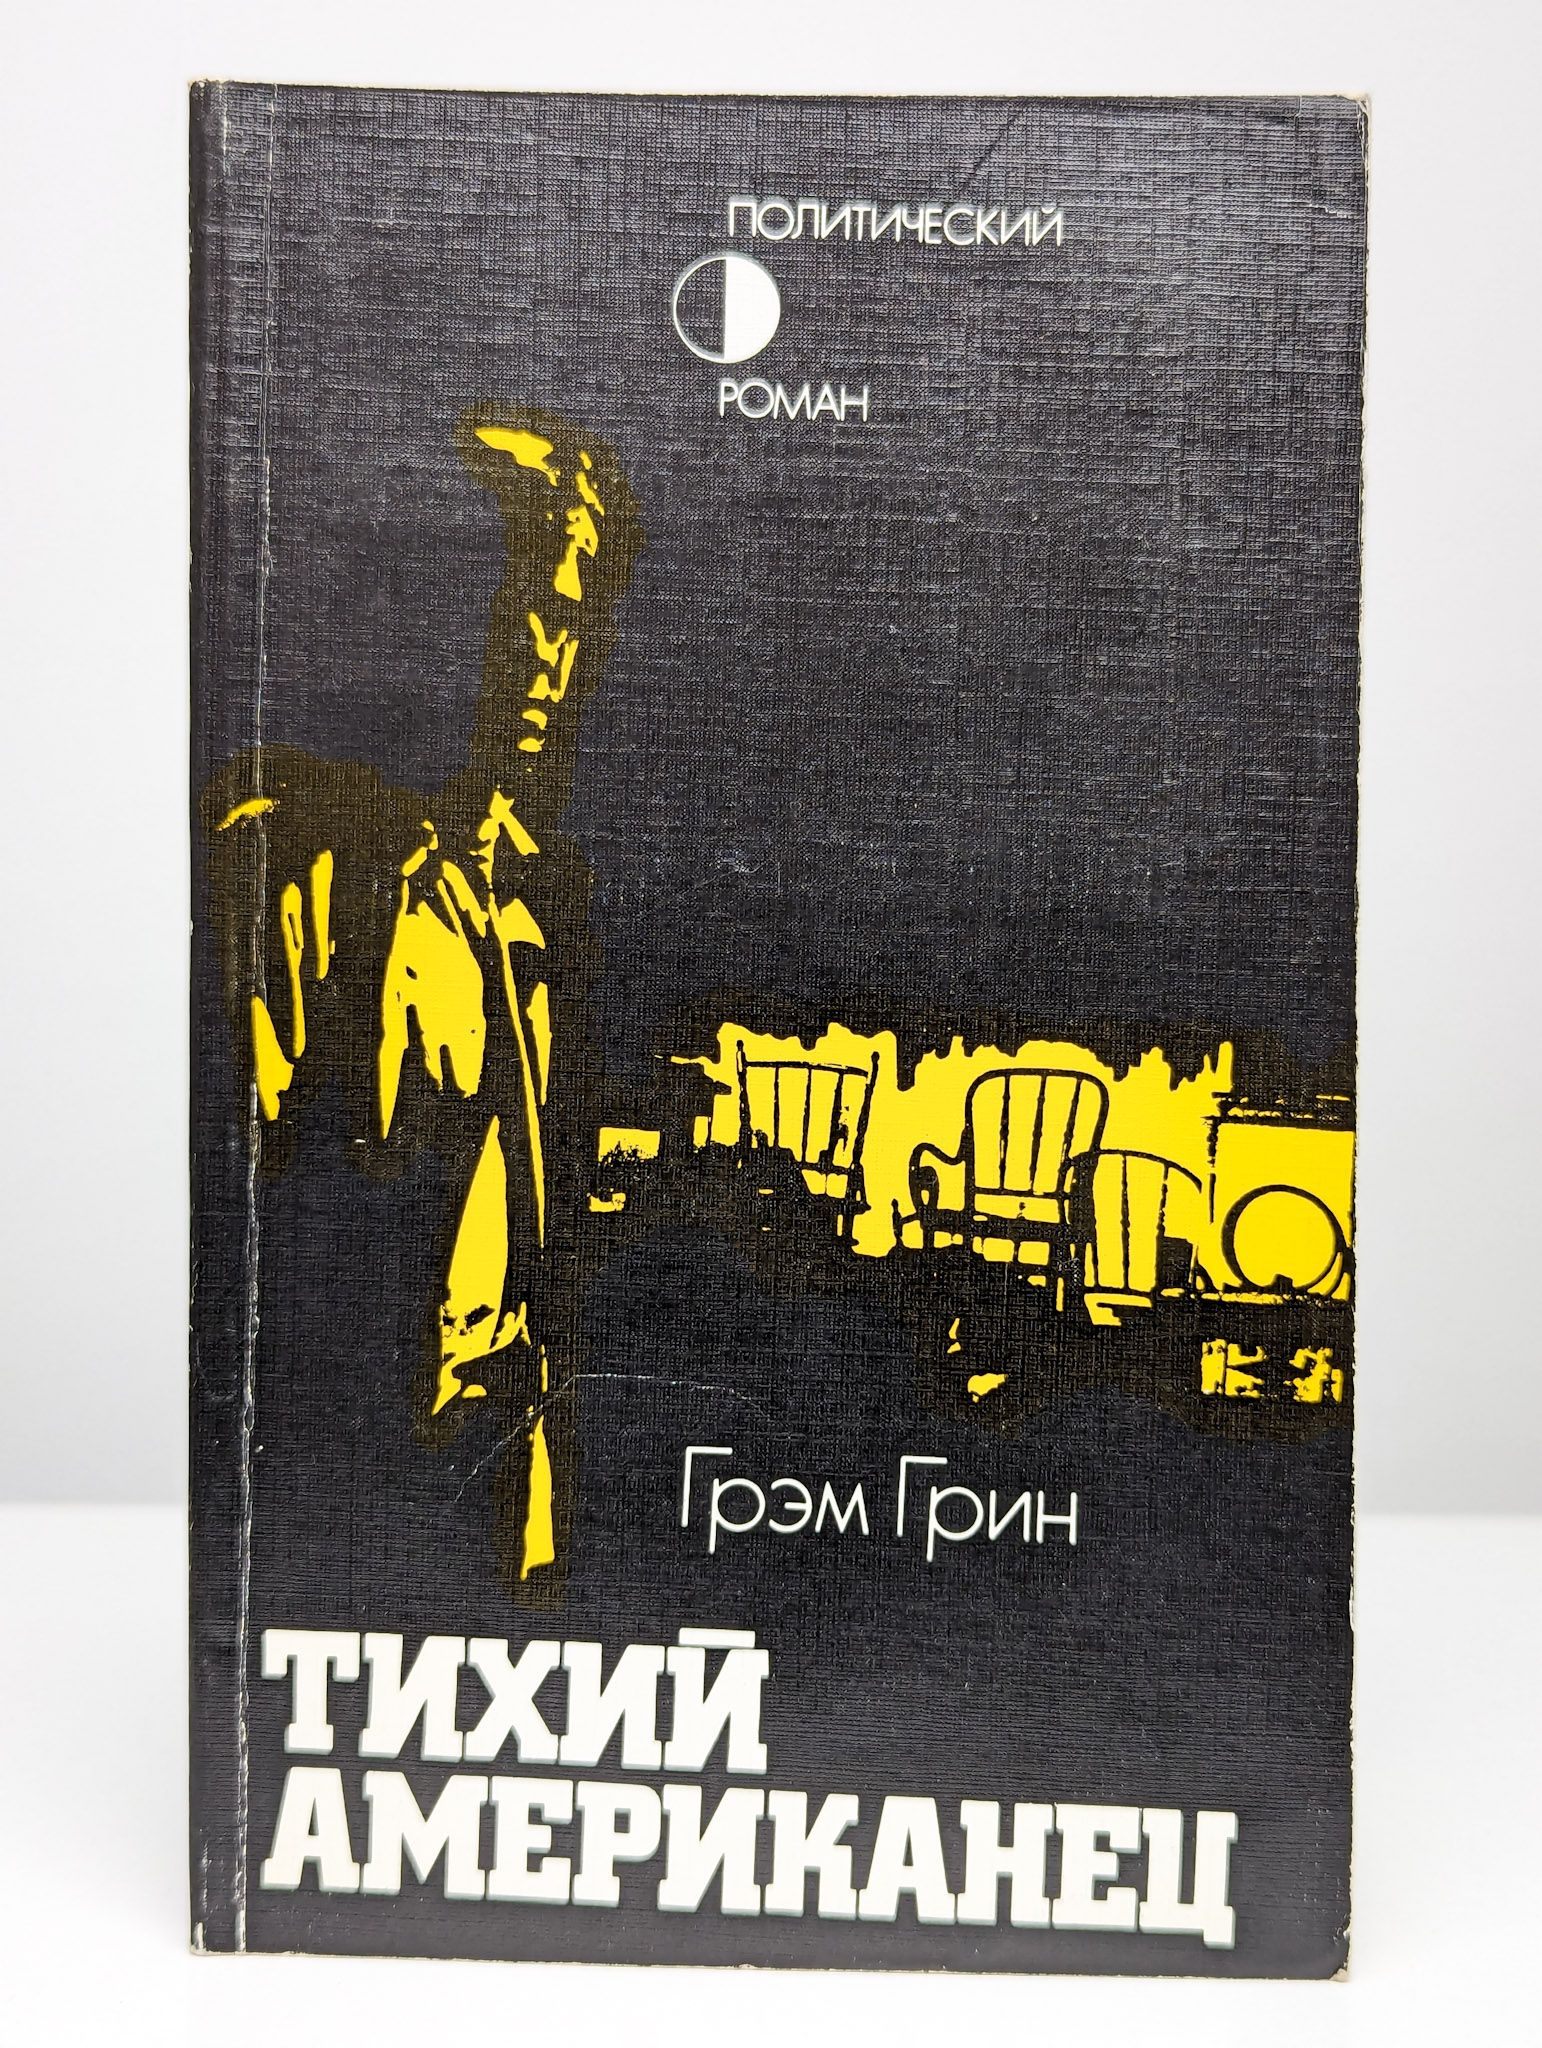 ПОЛИТИЧЕСКИЙ
РОМАН
Грэм Грин
ТИХИЙ
АМЕРИКАНЕЦ